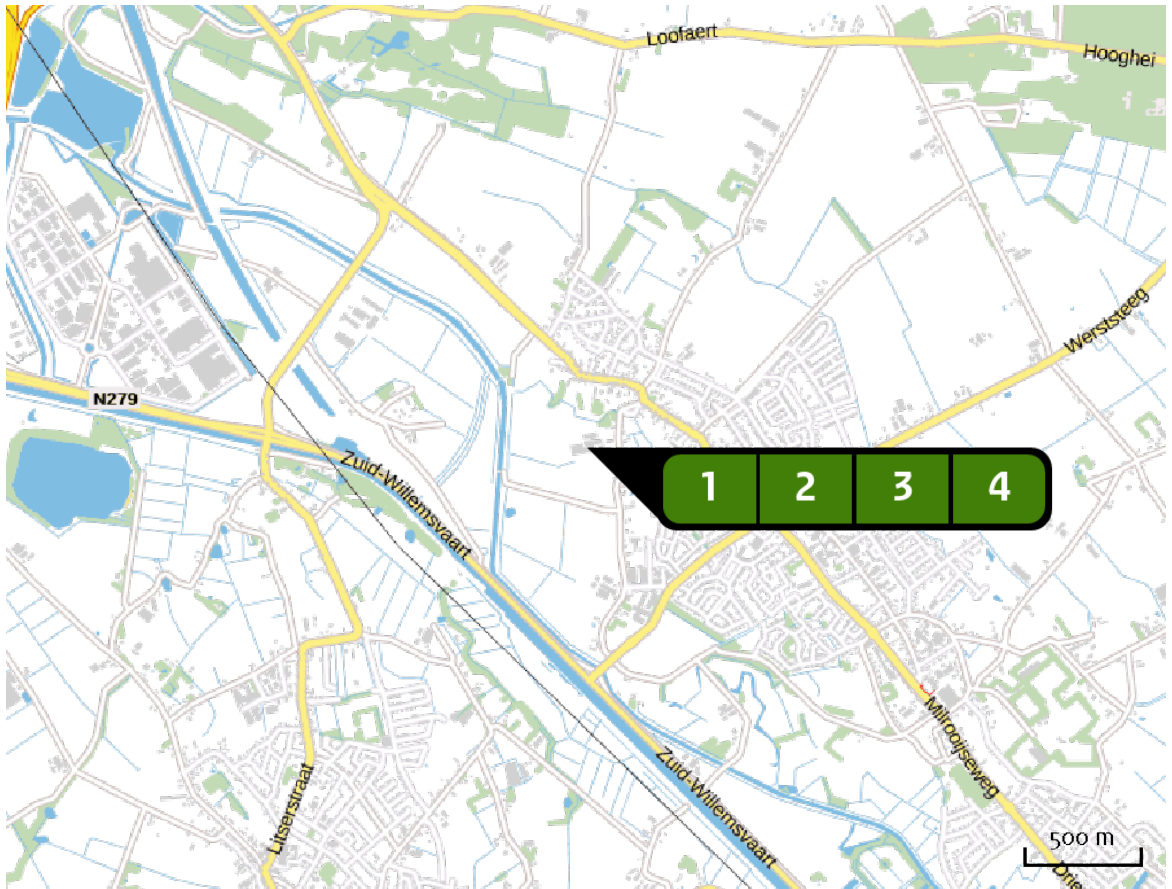 Loofaert
Hooghei
Werststeeg
N279
Zuid-Willemsvaart
1 2 3 4
Milrooijseweg
Zuid-Willemsvaart
Litserstraat
500 m